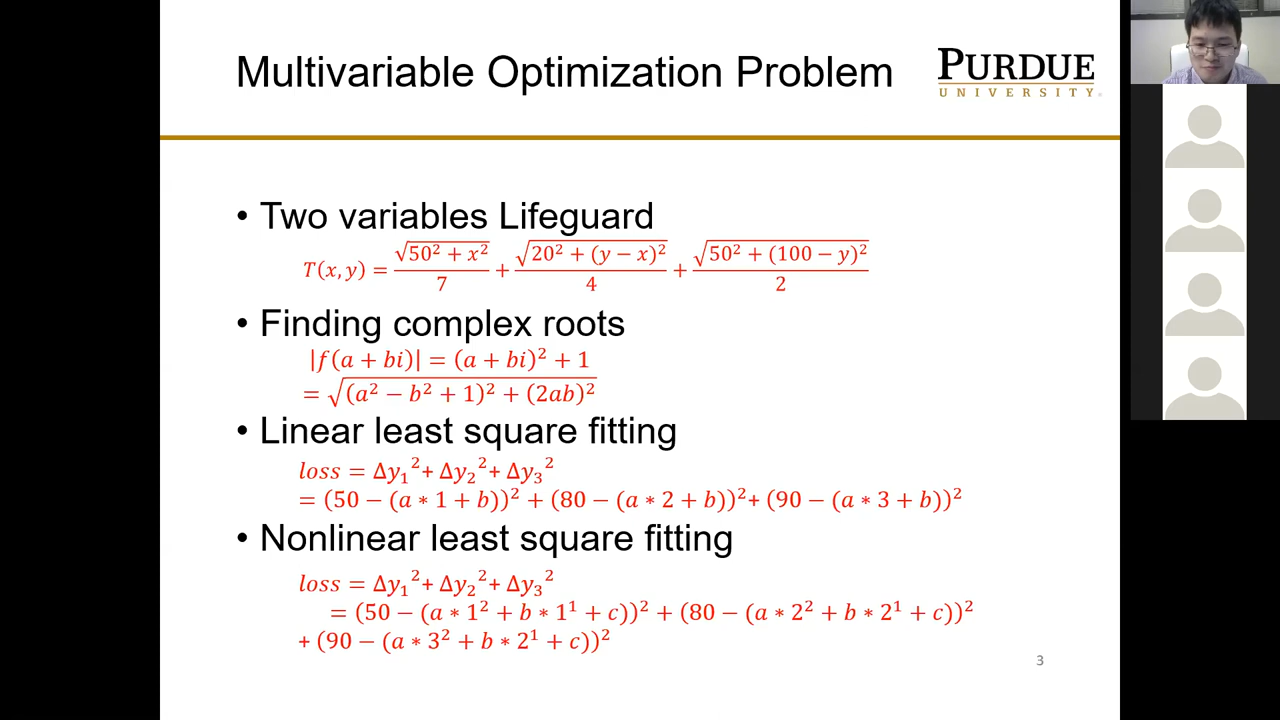 Multivariable Optimization Problem
PURDUE
UNIVERSITY
• Two variables Lifeguard
T(x, y) = √(50² + x²)/7 + √(20² + (y − x)²)/4 + √(50² + (100 − y)²)/2
• Finding complex roots
|f(a + bi)| = (a + bi)² + 1
= √((a² − b² + 1)² + (2ab)²)
• Linear least square fitting
loss = Δy₁² + Δy₂² + Δy₃²
= (50 − (a ∗ 1 + b))² + (80 − (a ∗ 2 + b))² + (90 − (a ∗ 3 + b))²
• Nonlinear least square fitting
loss = Δy₁² + Δy₂² + Δy₃²
= (50 − (a ∗ 1² + b ∗ 1¹ + c))² + (80 − (a ∗ 2² + b ∗ 2¹ + c))²
+ (90 − (a ∗ 3² + b ∗ 2¹ + c))²
3